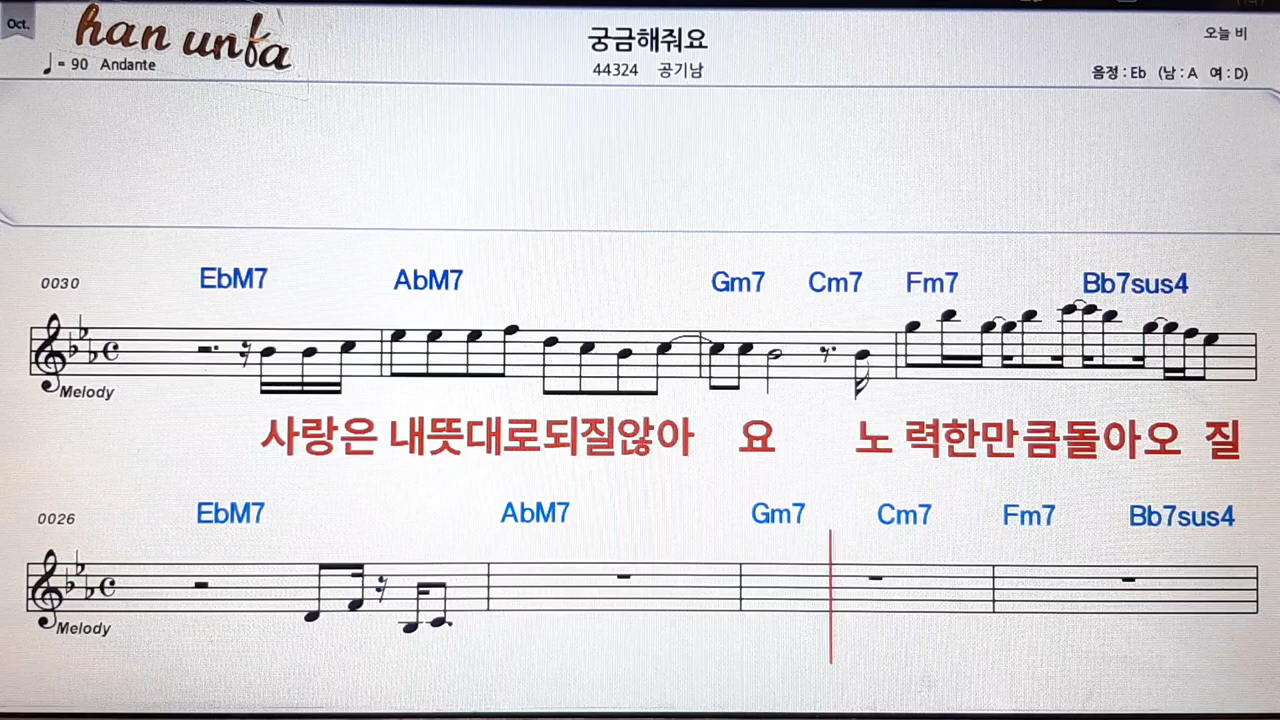 Oct.
han unfa
= 90 Andante
궁금해줘요
44324 공기남
오늘 비
음정 : Eb (남 : A 여 : D)
0030
EbM7 AbM7 Gm7 Cm7 Fm7 Bb7sus4
Melody
사랑은 내뜻대로되질않아 요 노 력한만큼돌아오 질
0026
EbM7 AbM7 Gm7 Cm7 Fm7 Bb7sus4
Melody